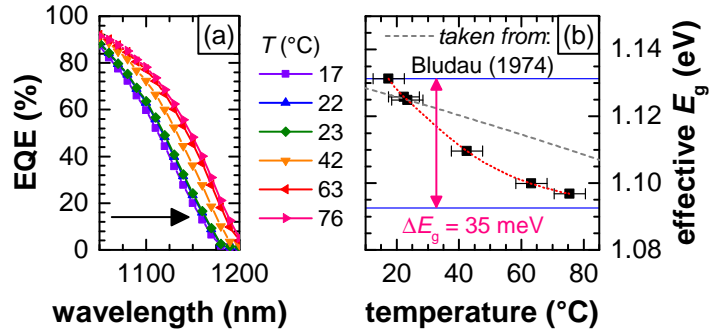 (a)
EQE (%)
100
80
60
40
20
0
1100
1200
wavelength (nm)
T (°C)
17
22
23
42
63
76
(b)
taken from:
Bludau (1974)
ΔEg = 35 meV
20
40
60
80
temperature (°C)
1.14
1.12
1.10
1.08
effective Eg (eV)